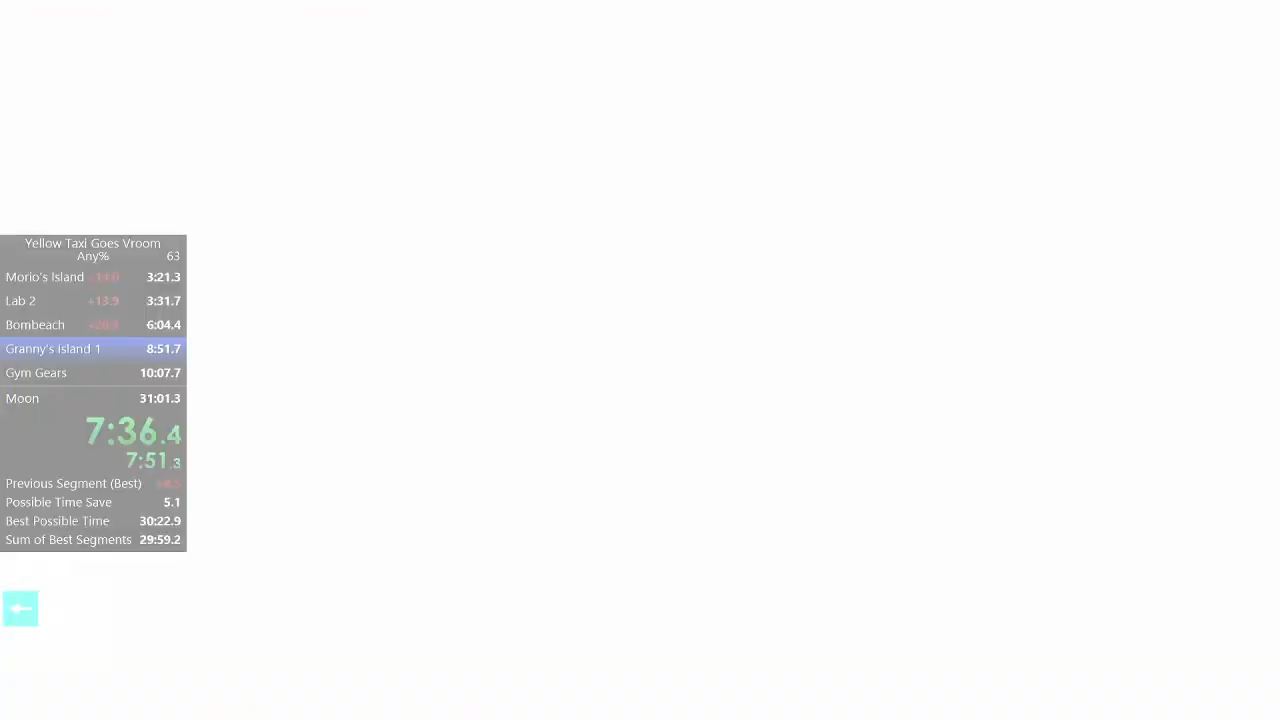 Yellow Taxi Goes Vroom
Any% 63
Morio's Island -14.0 3:21.3
Lab 2 +13.9 3:31.7
Bombeach 6:04.4
Granny's island 1 8:51.7
Gym Gears 10:07.7
Moon 31:01.3
7:36.4
7:51.3
Previous Segment (Best)
Possible Time Save 5.1
Best Possible Time 30:22.9
Sum of Best Segments 29:59.2